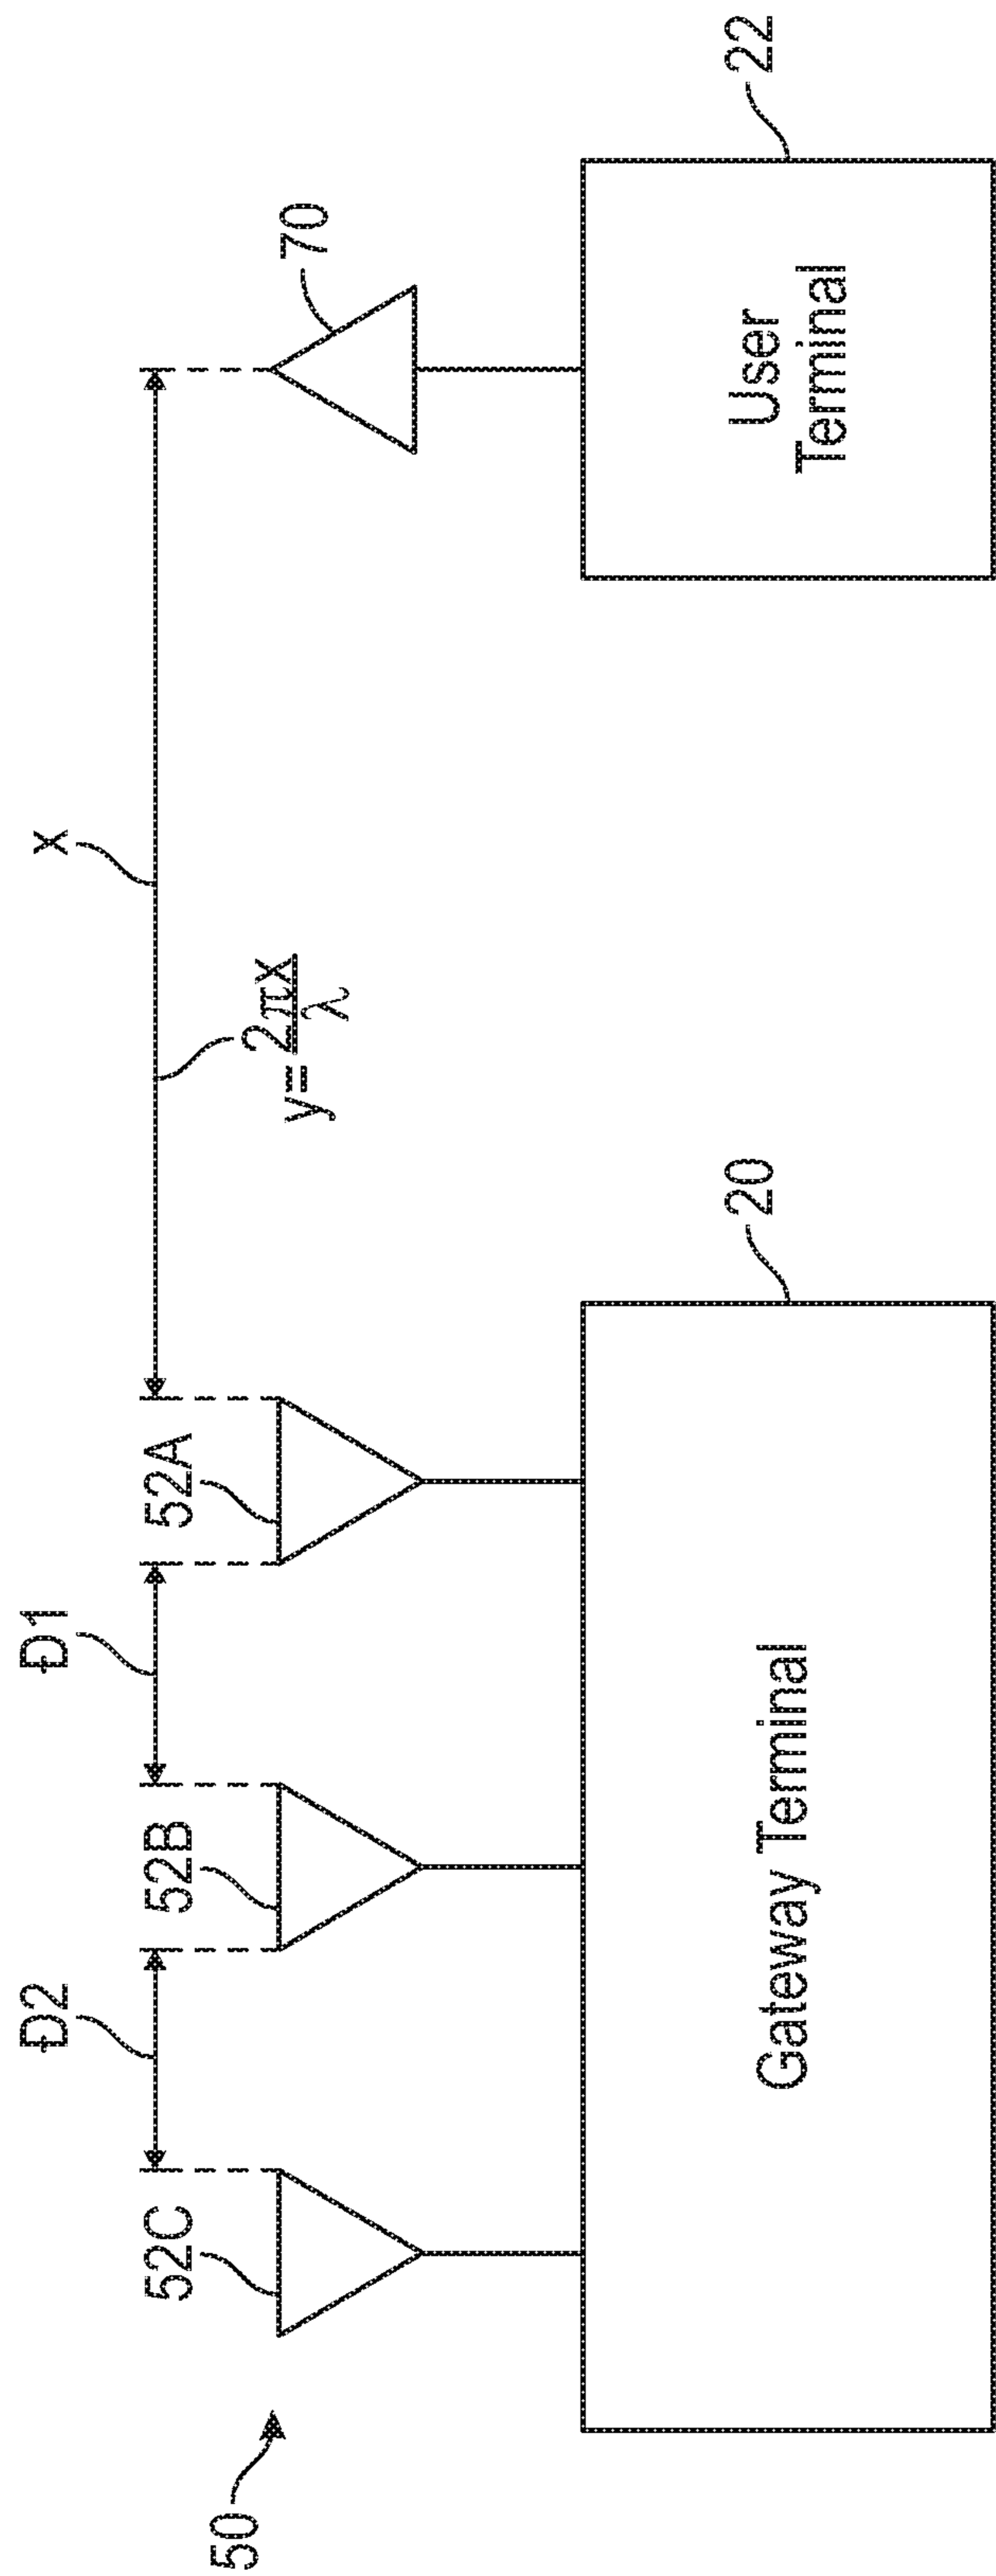 D2
D1
x
52C
52B
52A
50
y= 2πx
λ
70
20
22
Gateway Terminal
User
Terminal